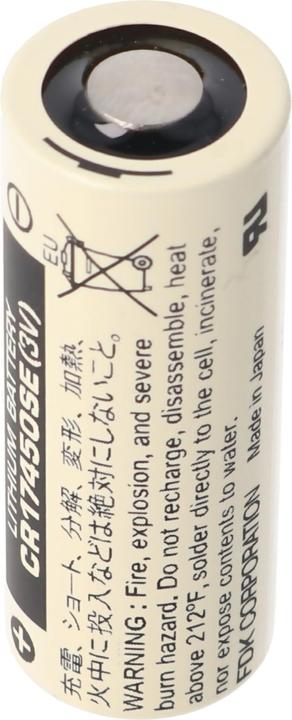 LITHIUM BATTERY
CR17450SE(3V)
EU
充電、ショート、分解、変形、加熱、
火中に投入などは絶対にしないこと。
WARNING : Fire, explosion, and severe
burn hazard. Do not recharge, disassemble, heat
above 212°F, solder directly to the cell, incinerate,
nor expose contents to water.
FDK CORPORATION Made in Japan